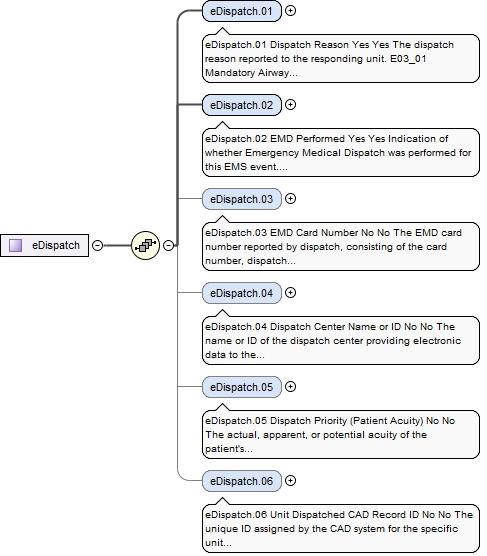 eDispatch.01
eDispatch.01 Dispatch Reason Yes Yes The dispatch
reason reported to the responding unit. E03_01
Mandatory Airway...
eDispatch.02
eDispatch.02 EMD Performed Yes Yes Indication of
whether Emergency Medical Dispatch was performed for
this EMS event....
eDispatch.03
eDispatch.03 EMD Card Number No No The EMD card
number reported by dispatch, consisting of the card
number, dispatch...
eDispatch
eDispatch.04
eDispatch.04 Dispatch Center Name or ID No No The
name or ID of the dispatch center providing electronic
data to the...
eDispatch.05
eDispatch.05 Dispatch Priority (Patient Acuity) No No
The actual, apparent, or potential acuity of the
patient's...
eDispatch.06
eDispatch.06 Unit Dispatched CAD Record ID No No The
unique ID assigned by the CAD system for the specific
unit...